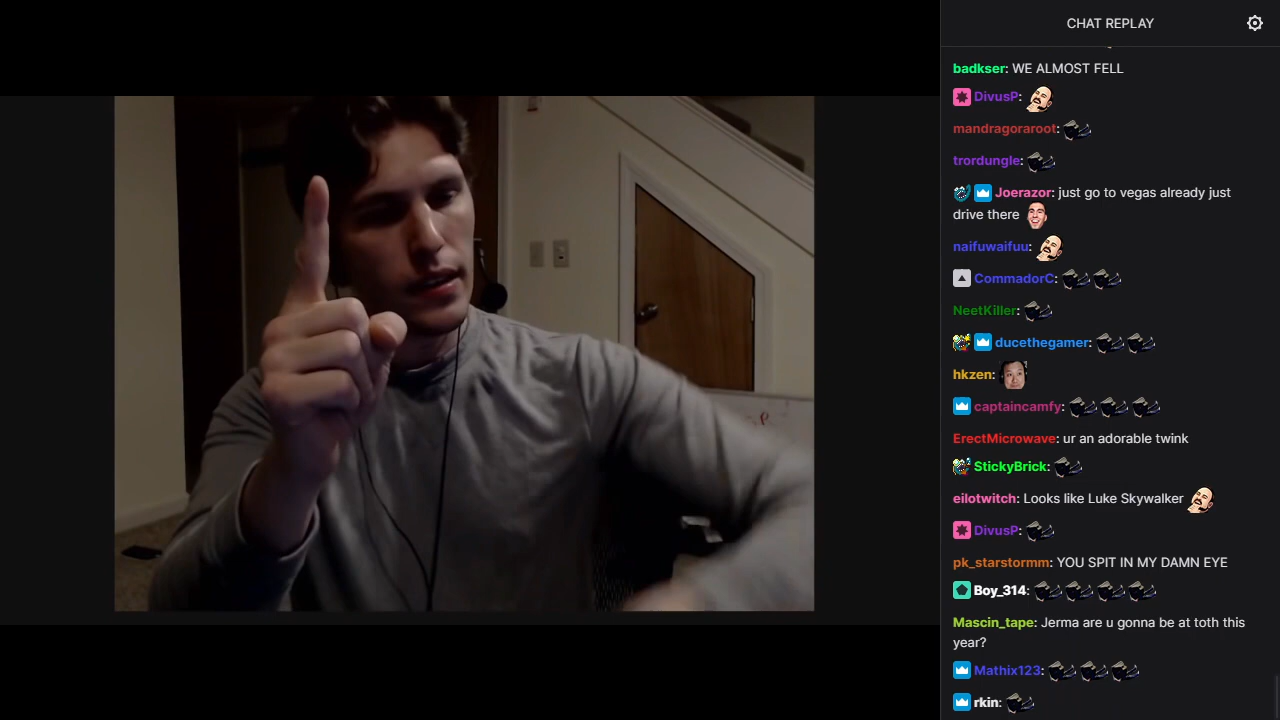 CHAT REPLAY
badkser: WE ALMOST FELL
DivusP:
mandragoraroot:
trordungle:
Joerazor: just go to vegas already just
drive there
naifuwaifuu:
CommadorC:
NeetKiller:
ducethegamer:
hkzen:
captaincamfy:
ErectMicrowave: ur an adorable twink
StickyBrick:
eilotwitch: Looks like Luke Skywalker
DivusP:
pk_starstormm: YOU SPIT IN MY DAMN EYE
Boy_314:
Mascin_tape: Jerma are u gonna be at toth this
year?
Mathix123:
rkin: